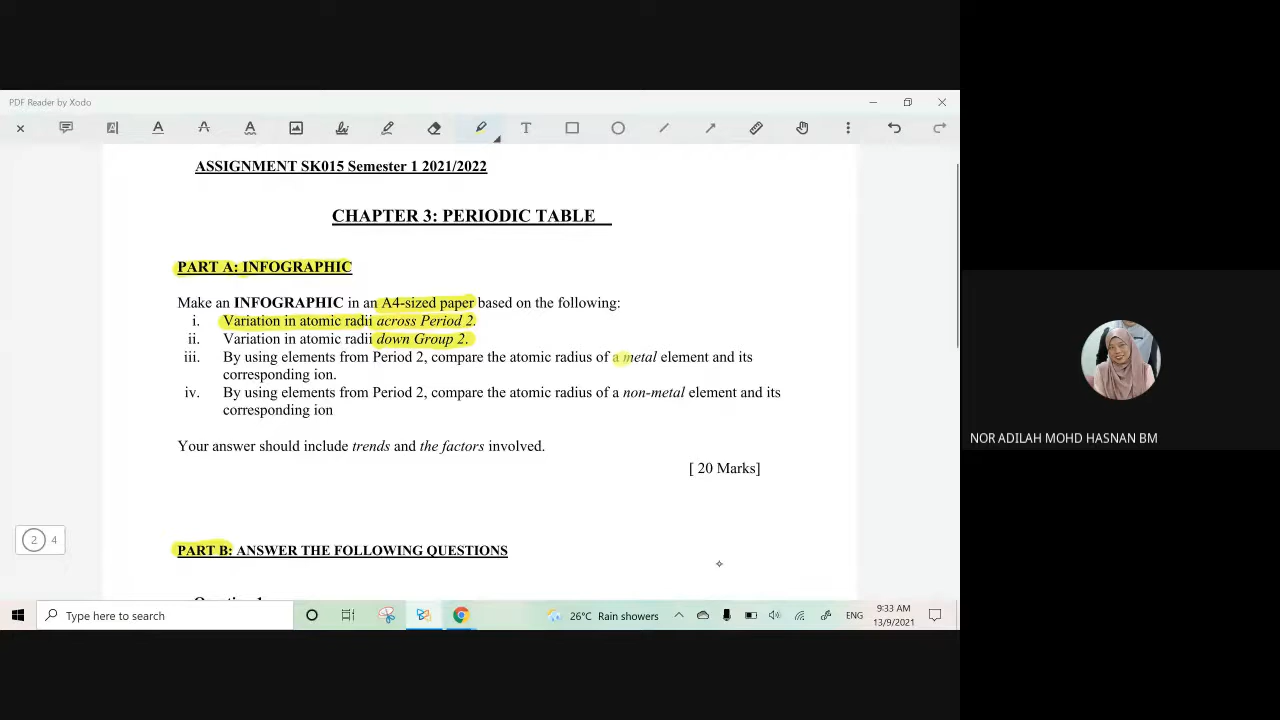 PDF Reader by Xodo
ASSIGNMENT SK015 Semester 1 2021/2022
CHAPTER 3: PERIODIC TABLE
PART A: INFOGRAPHIC
Make an INFOGRAPHIC in an A4-sized paper based on the following:
i. Variation in atomic radii across Period 2.
ii. Variation in atomic radii down Group 2.
iii. By using elements from Period 2, compare the atomic radius of a metal element and its
corresponding ion.
iv. By using elements from Period 2, compare the atomic radius of a non-metal element and its
corresponding ion
Your answer should include trends and the factors involved.
[ 20 Marks]
NOR ADILAH MOHD HASNAN BM
2 4
PART B: ANSWER THE FOLLOWING QUESTIONS
Type here to search
26°C Rain showers
ENG
9:33 AM
13/9/2021